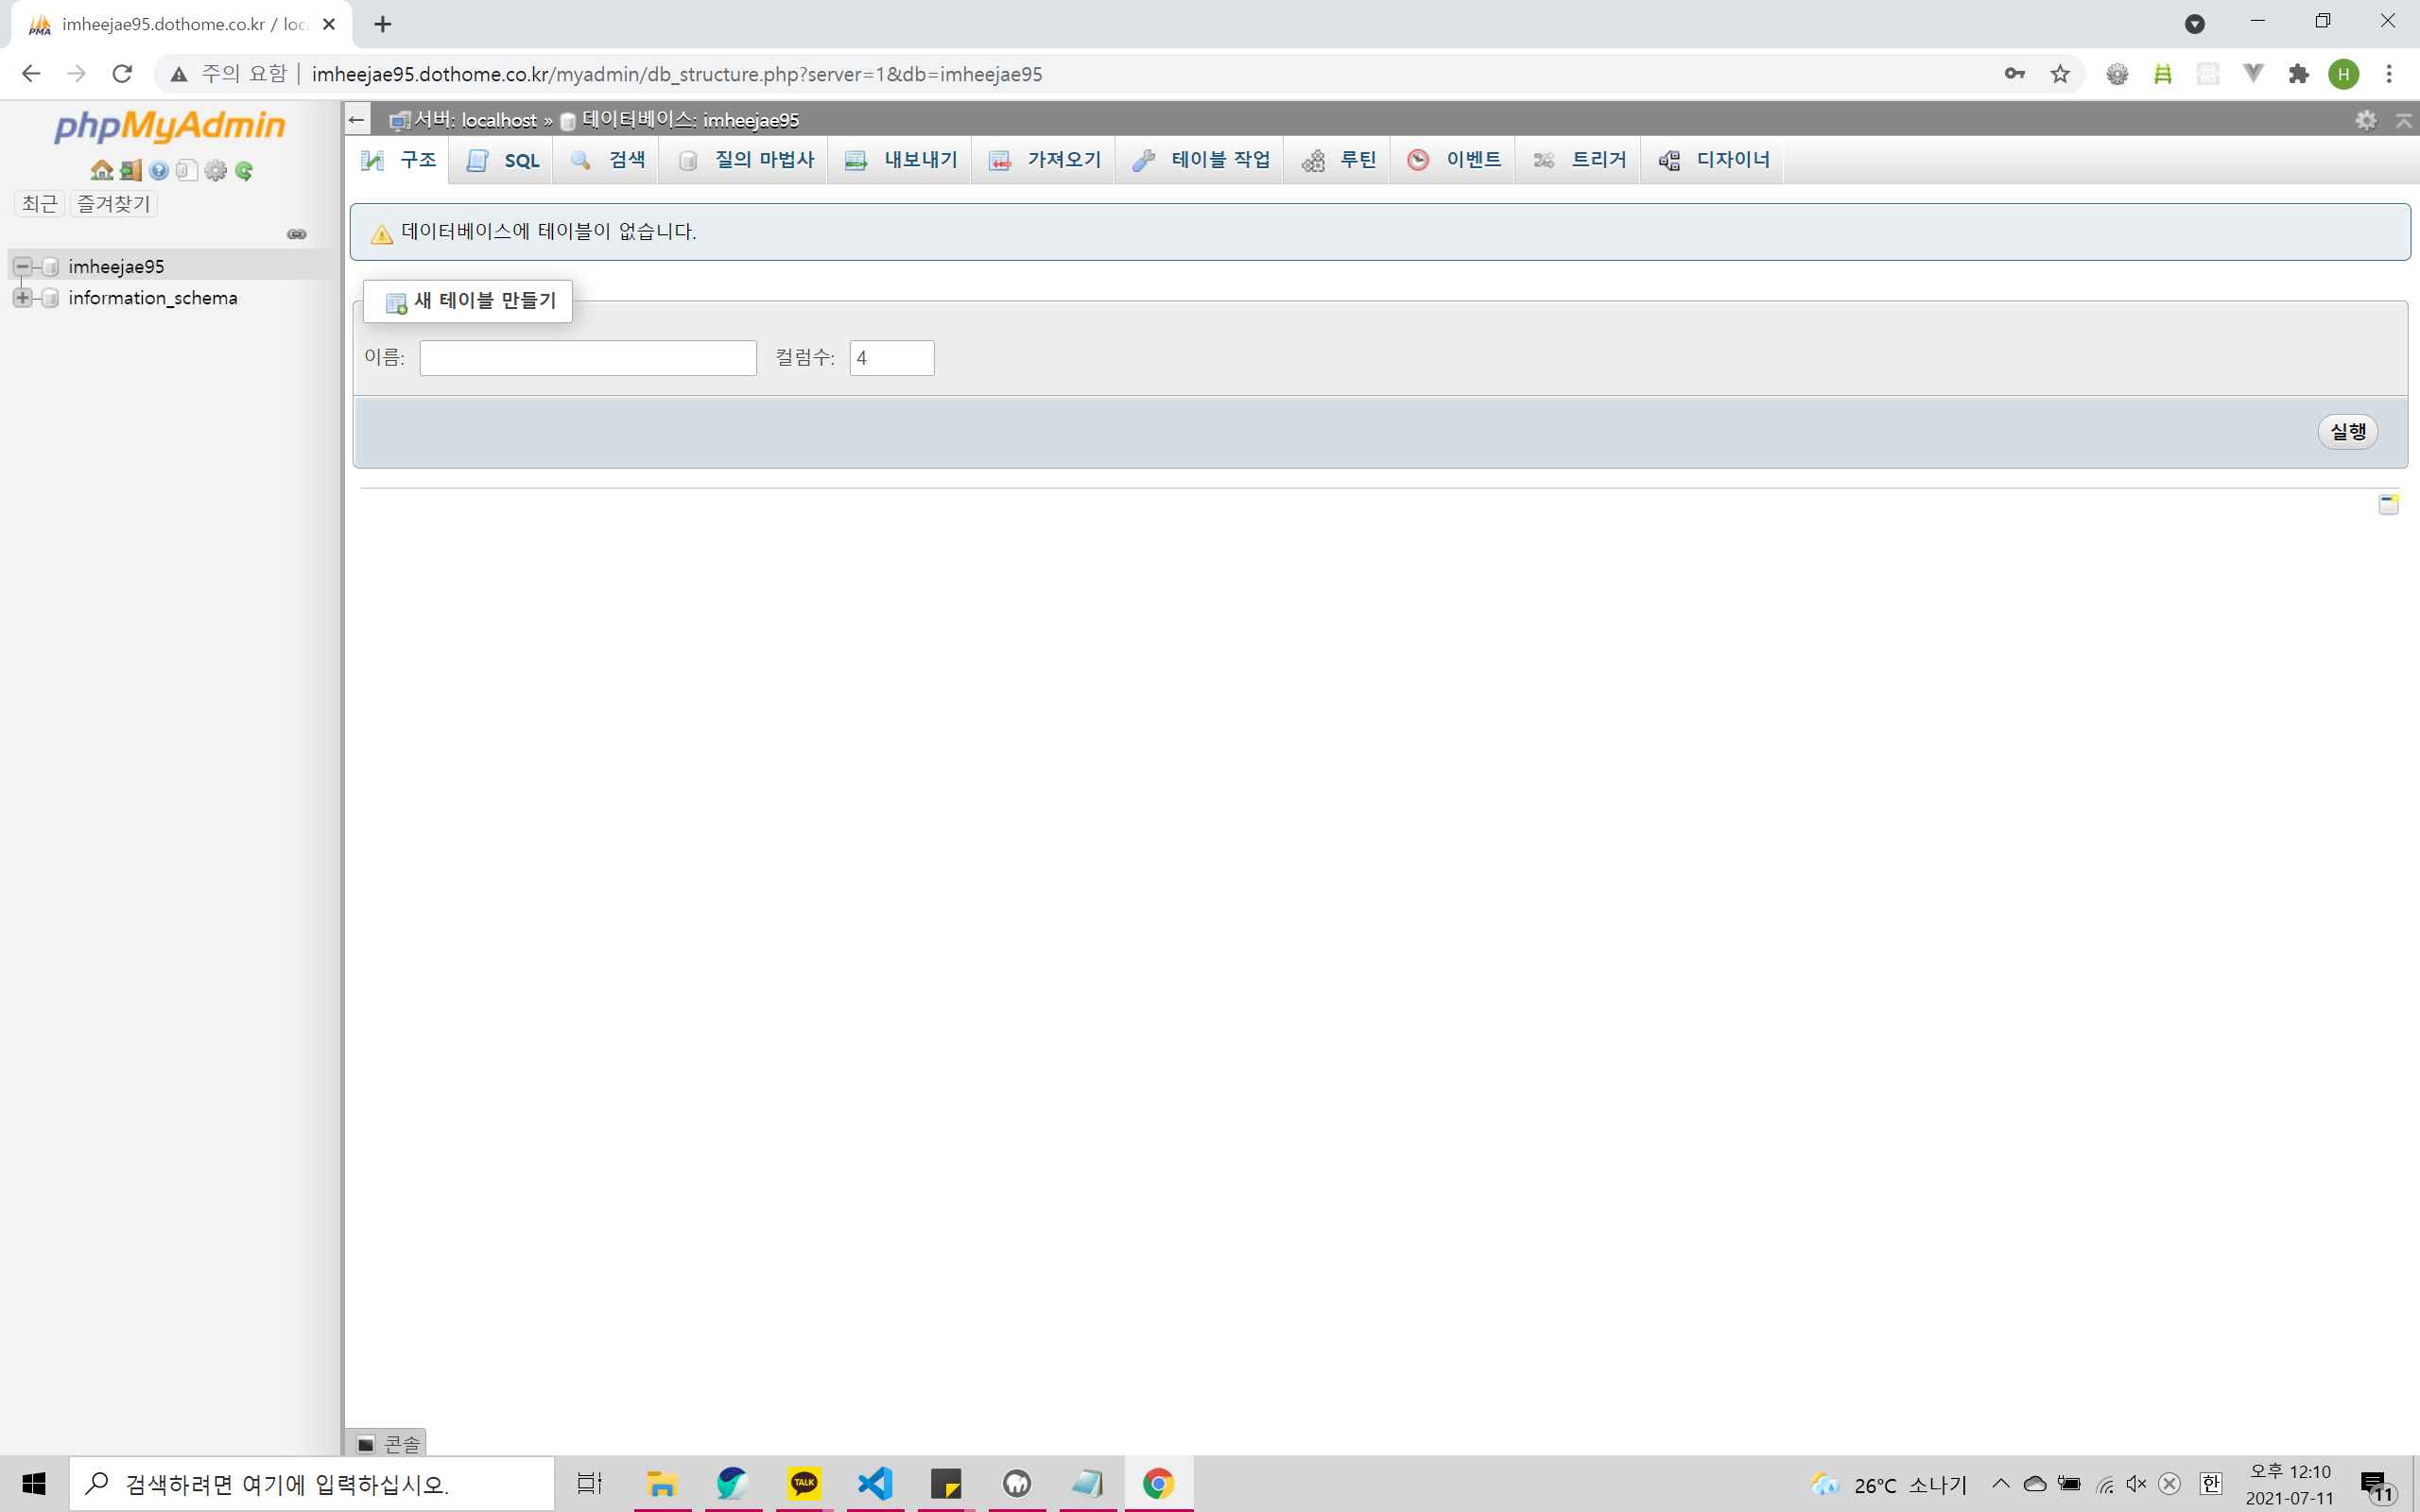 imheejae95.dothome.co.kr / loc
주의 요함 | imheejae95.dothome.co.kr/myadmin/db_structure.php?server=1&db=imheejae95
H
phpMyAdmin
최근 즐겨찾기
imheejae95
information_schema
서버: localhost » 데이터베이스: imheejae95
구조 SQL 검색 질의 마법사 내보내기 가져오기 테이블 작업 루틴 이벤트 트리거 디자이너
데이터베이스에 테이블이 없습니다.
새 테이블 만들기
이름: 컬럼수: 4
실행
콘솔
검색하려면 여기에 입력하십시오.
TALK
26°C 소나기
한
오후 12:10
2021-07-11
11